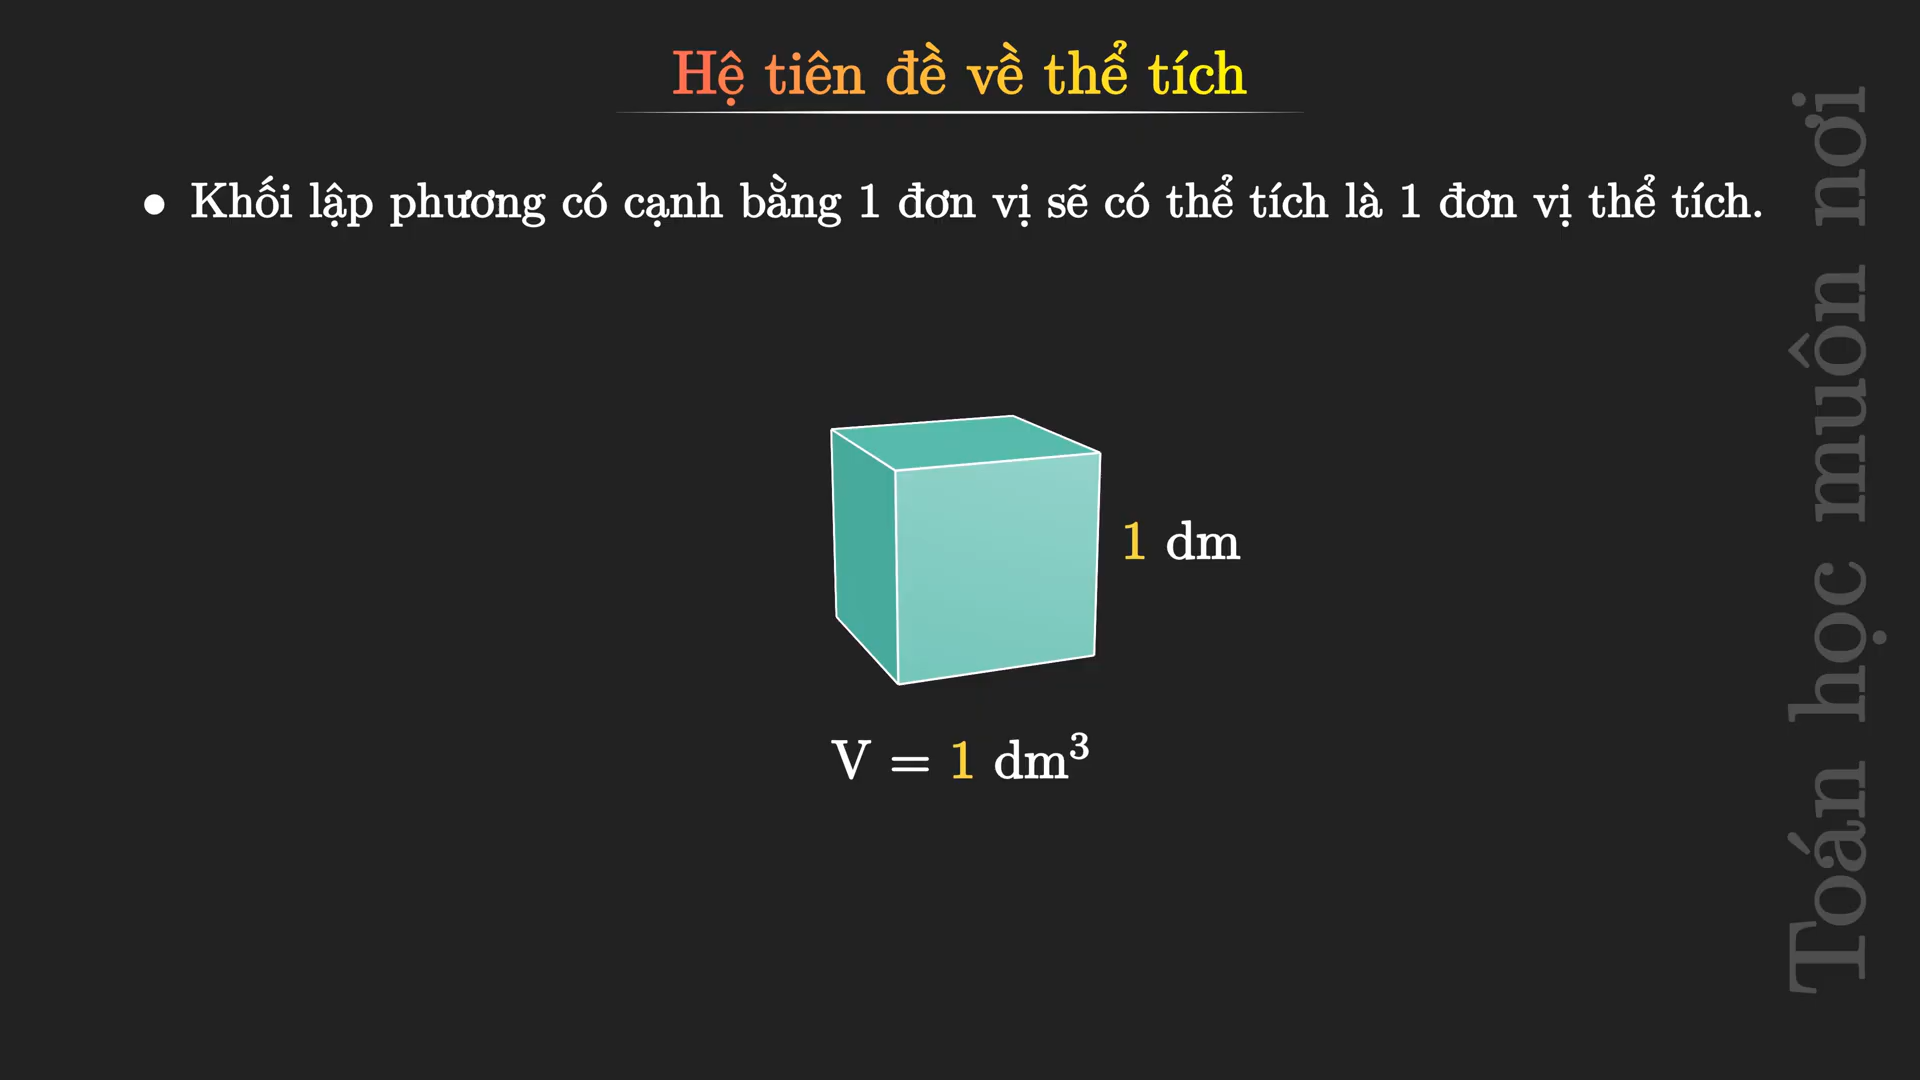 Hệ tiên đề về thể tích
• Khối lập phương có cạnh bằng 1 đơn vị sẽ có thể tích là 1 đơn vị thể tích.
1 dm
V = 1 dm³
Toán học muôn nơi